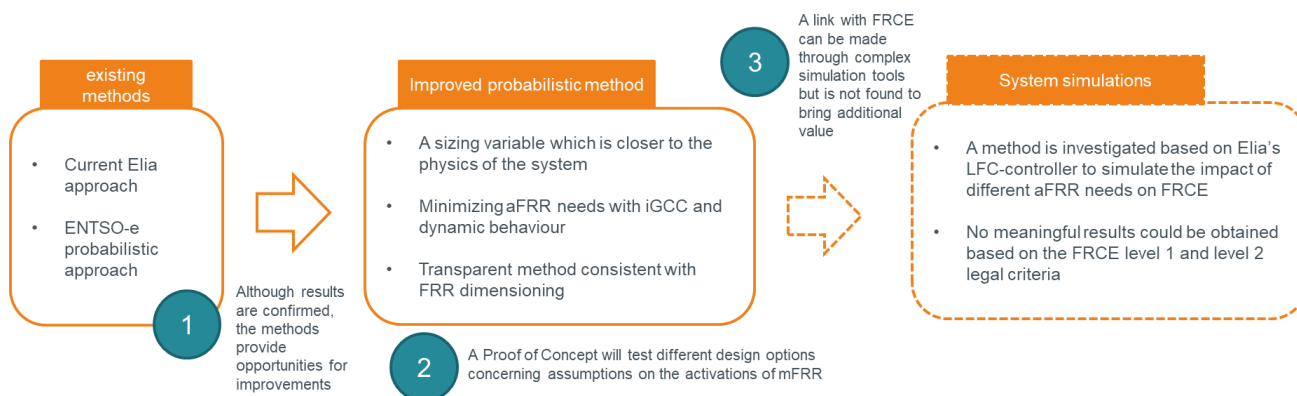 existing
methods
• Current Elia
approach
• ENTSO-e
probabilistic
approach
1
Although results
are confirmed,
the methods
provide
opportunities for
improvements
Improved probabilistic method
• A sizing variable which is closer to the
physics of the system
• Minimizing aFRR needs with iGCC and
dynamic behaviour
• Transparent method consistent with
FRR dimensioning
2
A Proof of Concept will test different design options
concerning assumptions on the activations of mFRR
3
A link with FRCE
can be made
through complex
simulation tools
but is not found to
bring additional
value
System simulations
• A method is investigated based on Elia's
LFC-controller to simulate the impact of
different aFRR needs on FRCE
• No meaningful results could be obtained
based on the FRCE level 1 and level 2
legal criteria